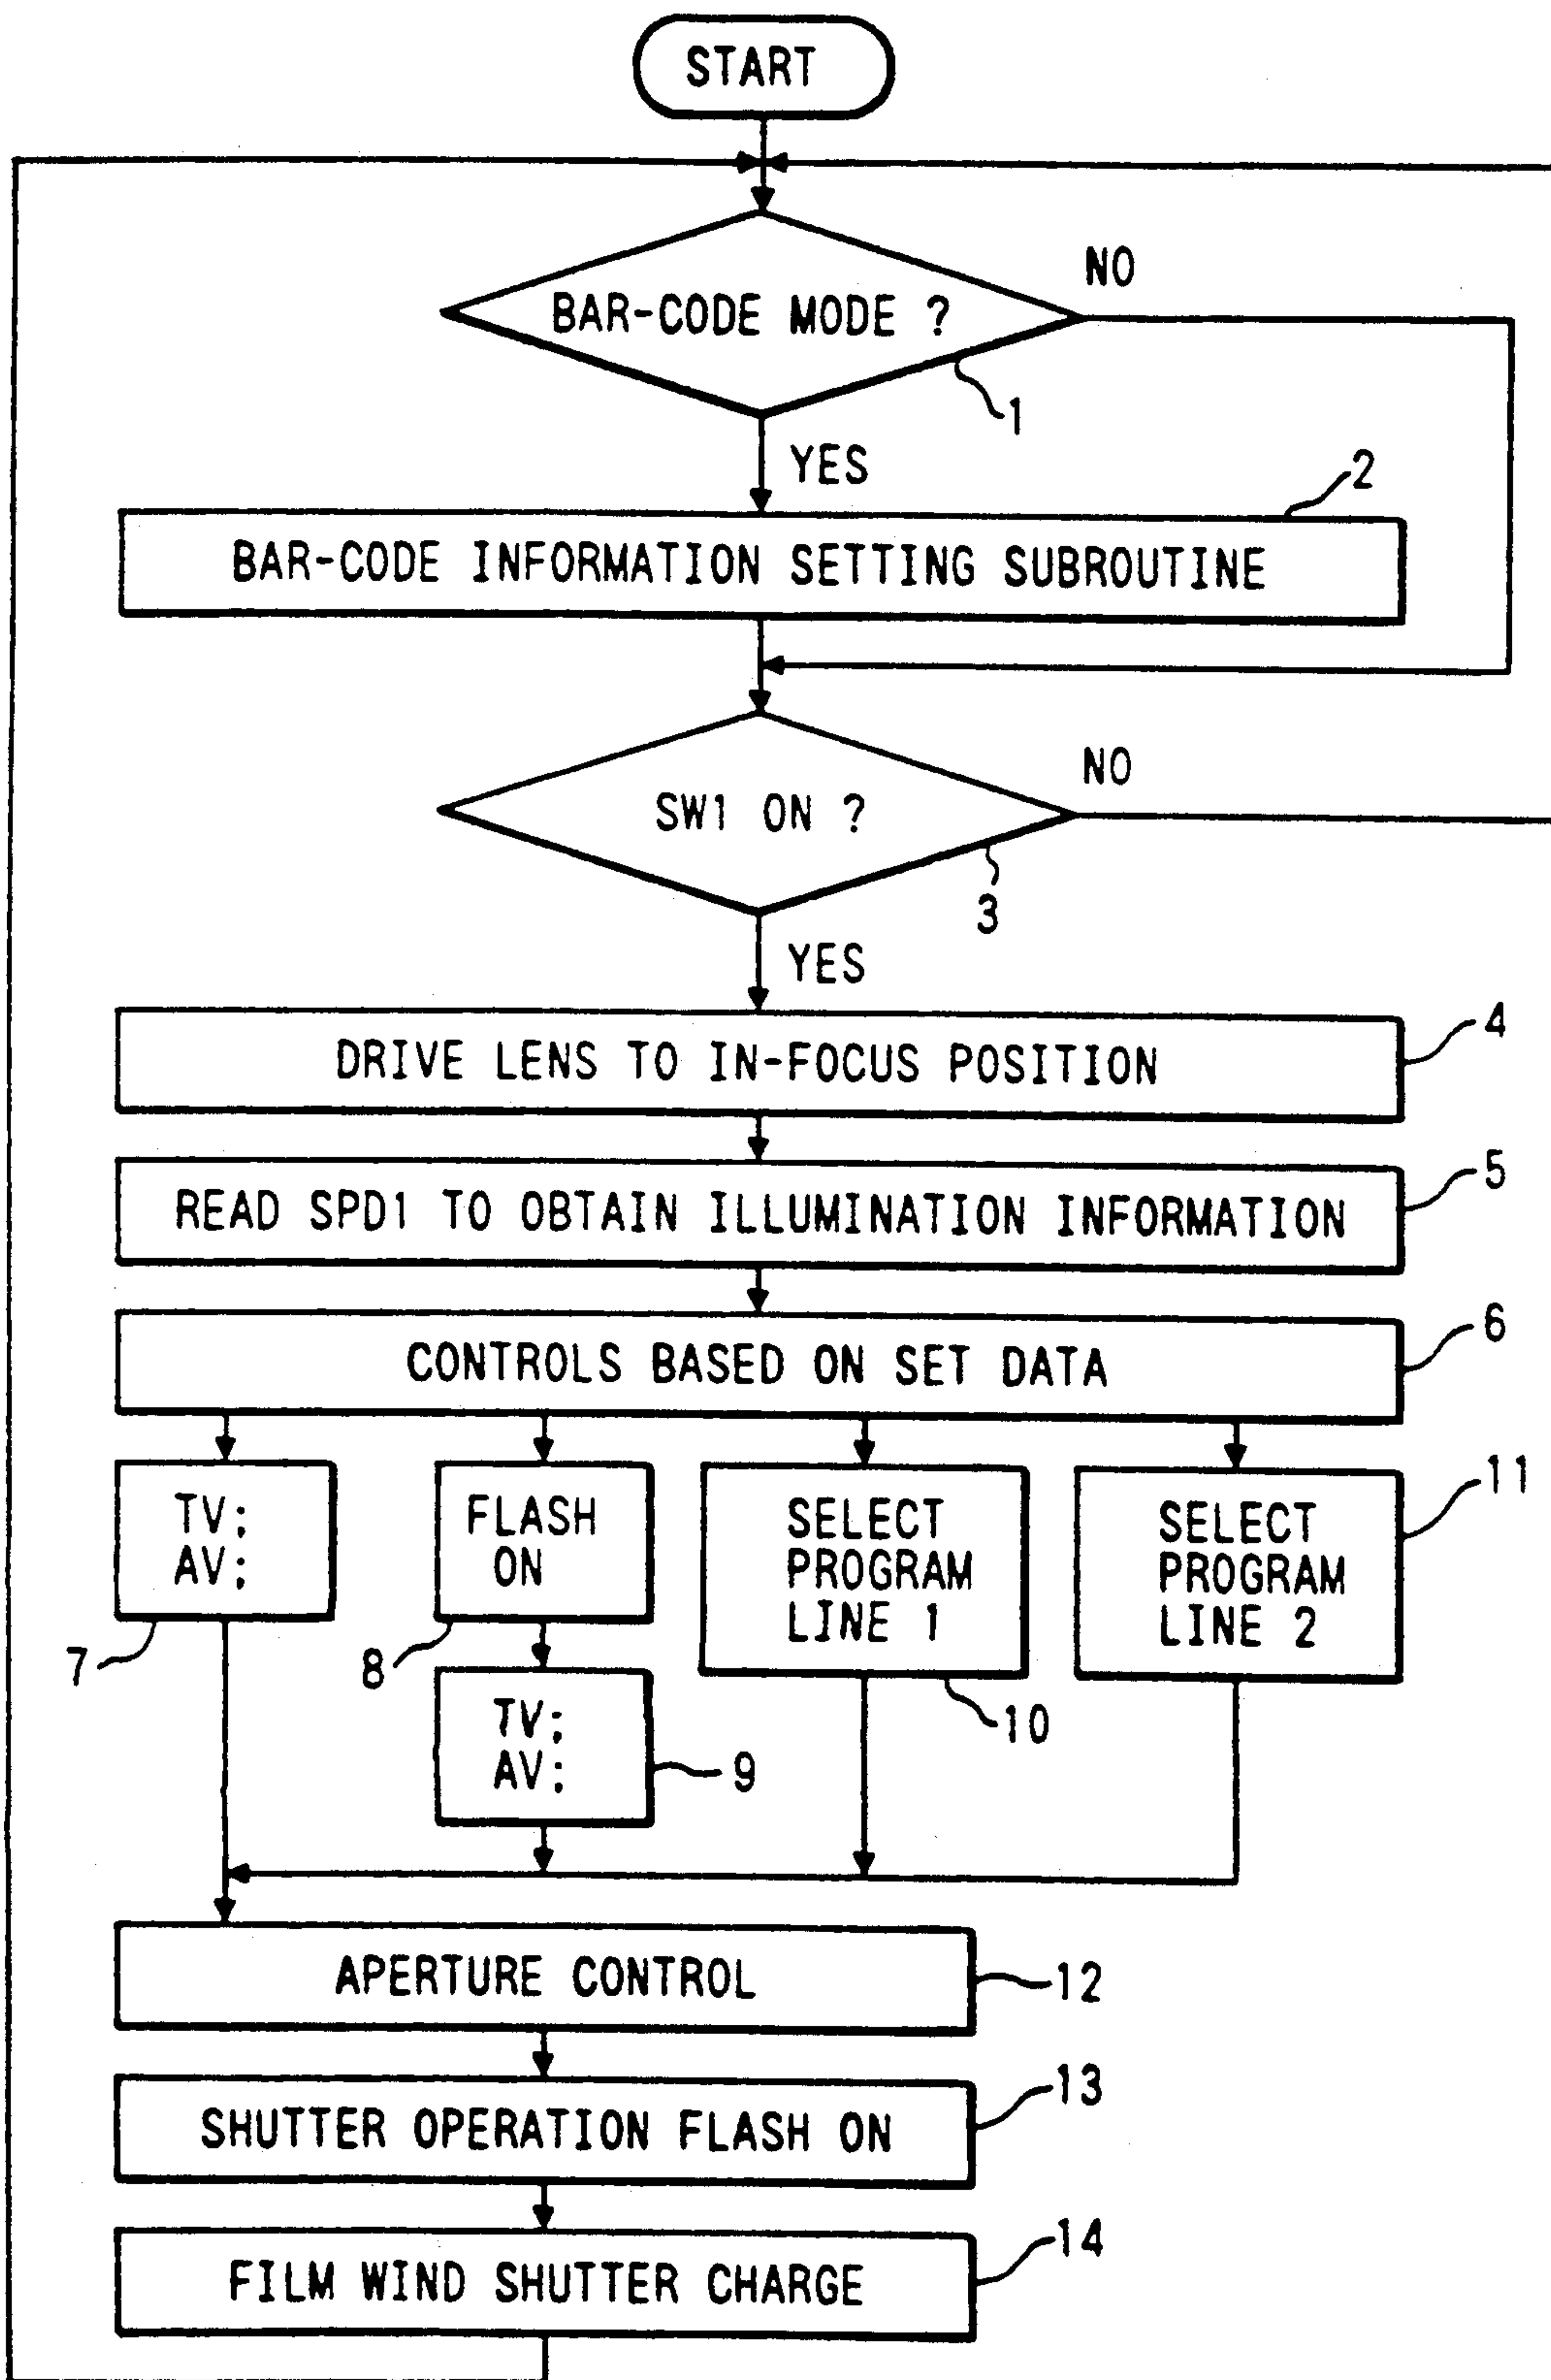 START
BAR-CODE MODE ?
NO
1
YES
2
BAR-CODE INFORMATION SETTING SUBROUTINE
SW1 ON ?
NO
3
YES
DRIVE LENS TO IN-FOCUS POSITION
4
READ SPD1 TO OBTAIN ILLUMINATION INFORMATION
5
CONTROLS BASED ON SET DATA
6
TV;
AV;
7
FLASH
ON
8
TV;
AV;
9
SELECT
PROGRAM
LINE 1
10
SELECT
PROGRAM
LINE 2
11
APERTURE CONTROL
12
SHUTTER OPERATION FLASH ON
13
FILM WIND SHUTTER CHARGE
14